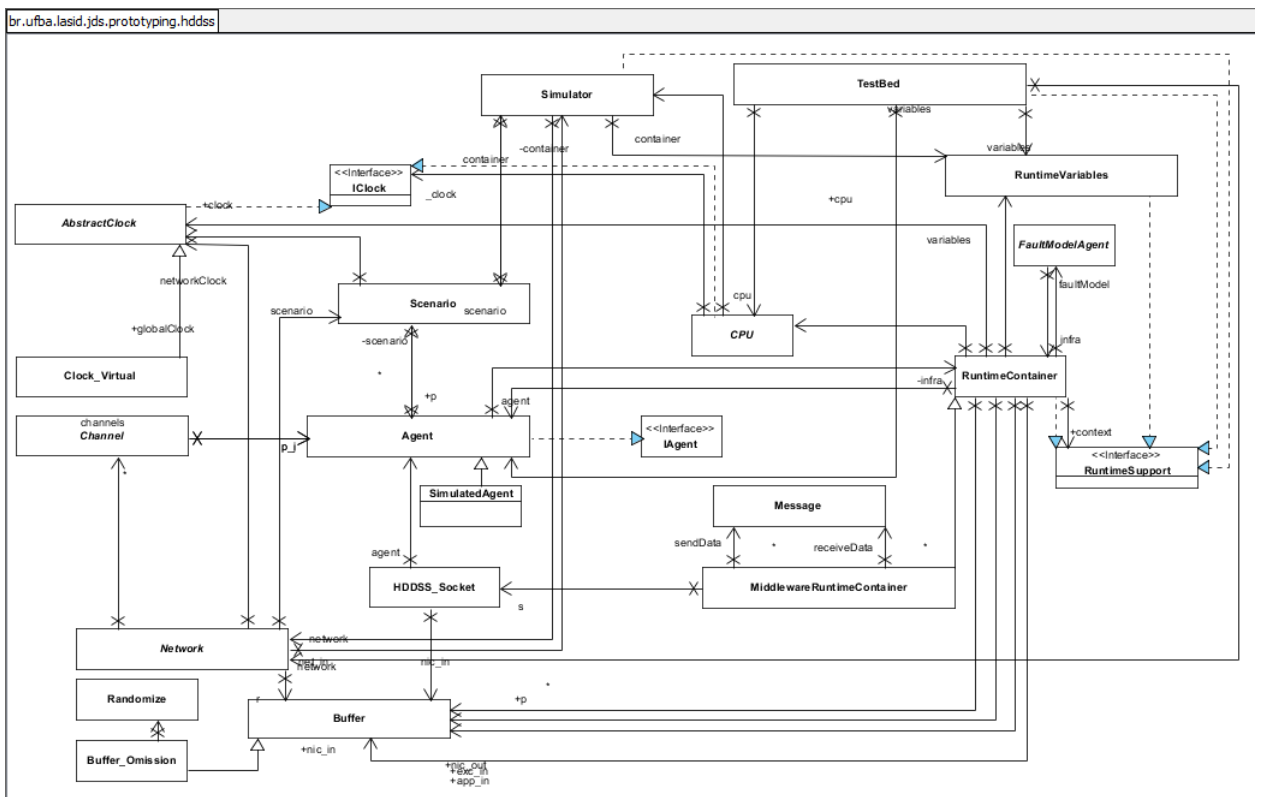 br.ufba.lasid.jds.prototyping.hddss
Simulator
TestBed
variables
container
-container
container
variables
<<Interface>>
IClock
_clock
RuntimeVariables
+clock
+cpu
AbstractClock
variables
FaultModelAgent
networkClock
faultModel
scenario
Scenario
scenario
cpu
+globalClock
CPU
-scenario
infra
Clock_Virtual
*
-infra
RuntimeContainer
+p
agent
channels
Channel
Agent
<<Interface>>
IAgent
+context
p_j
<<Interface>>
RuntimeSupport
*
SimulatedAgent
Message
sendData
*
receiveData
*
agent
HDDSS_Socket
MiddlewareRuntimeContainer
s
network
Network
net_in
network
nic_in
*
Randomize
r
+p
Buffer
+nic_in
Buffer_Omission
+nic_out
+exc_in
+app_in